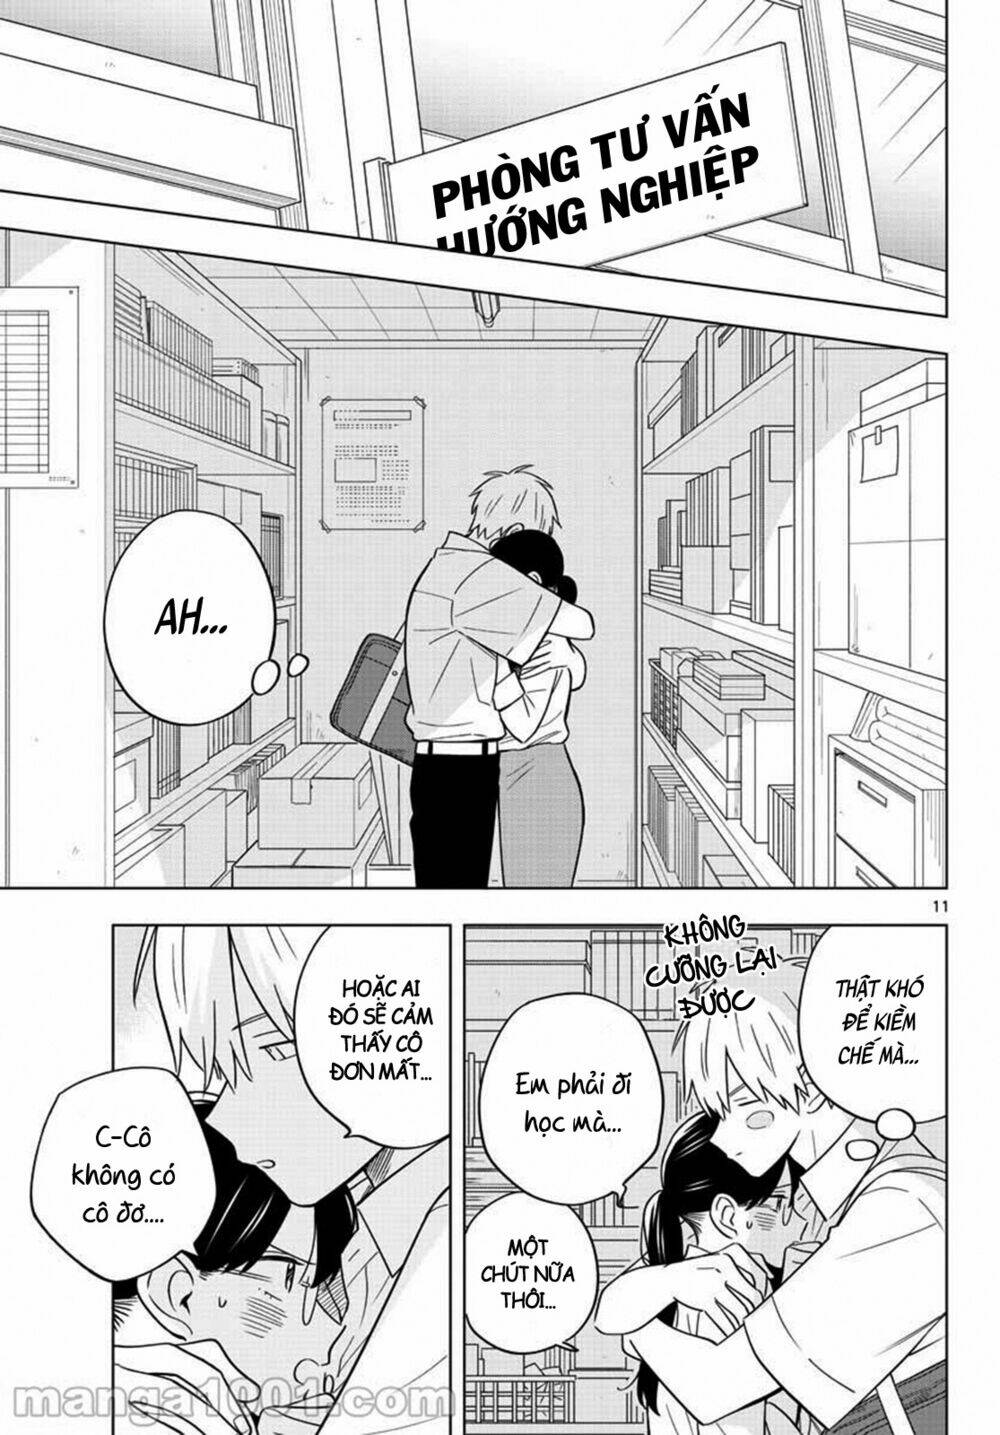 PHÒNG TƯ VẤN
HƯỚNG NGHIỆP
AH...
11
THẬT KHÓ
ĐỂ KIỀM
CHẾ MÀ...
KHÔNG
CƯỠNG LẠI
ĐƯỢC
Em phải đi
học mà...
MỘT
CHÚT NỮA
THÔI...
HOẶC AI
ĐÓ SẼ CẢM
THẤY CÔ
ĐƠN MẤT...
C-Cô
không có
cô đơ....
manga1001.com